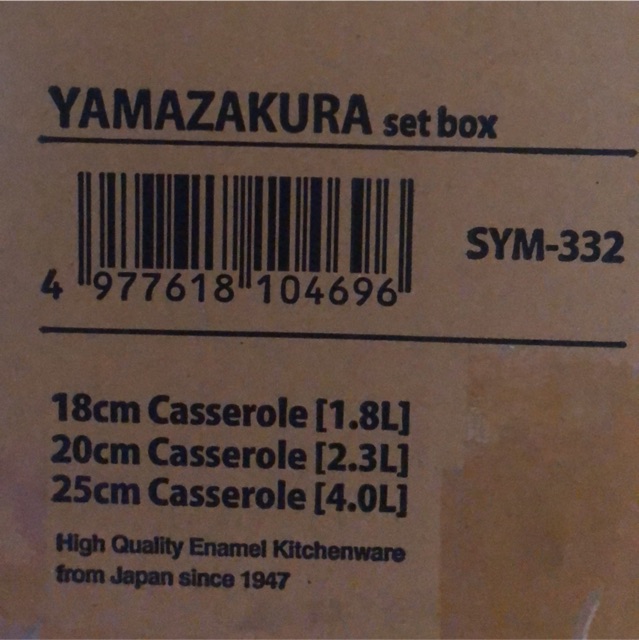 YAMAZAKURA set box
SYM-332
4 977618 104696
18cm Casserole [1.8L]
20cm Casserole [2.3L]
25cm Casserole [4.0L]
High Quality Enamel Kitchenware
from Japan since 1947